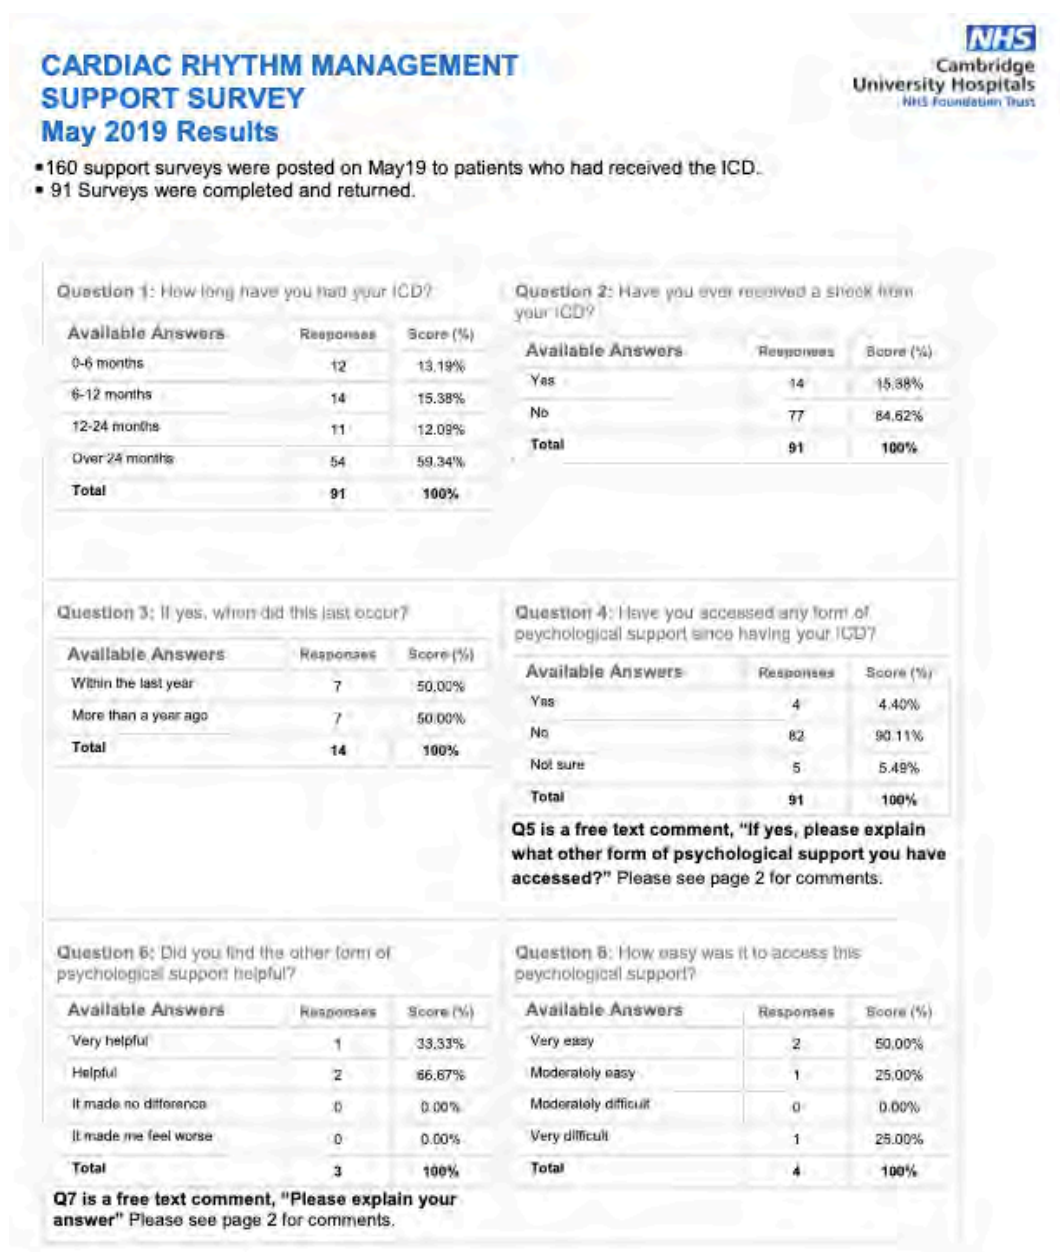 CARDIAC RHYTHM MANAGEMENT
SUPPORT SURVEY
May 2019 Results
NHS
Cambridge
University Hospitals
NHS Foundation Trust
▪160 support surveys were posted on May19 to patients who had received the ICD.
▪ 91 Surveys were completed and returned.
Question 1: How long have you had your ICD?
Available Answers Responses Score (%)
0-6 months 12 13.19%
6-12 months 14 15.38%
12-24 months 11 12.09%
Over 24 months 54 59.34%
Total 91 100%
Question 2: Have you ever received a shock from
your ICD?
Available Answers Responses Score (%)
Yes 14 15.38%
No 77 84.62%
Total 91 100%
Question 3: If yes, when did this last occur?
Available Answers Responses Score (%)
Within the last year 7 50.00%
More than a year ago 7 50.00%
Total 14 100%
Question 4: Have you accessed any form of
psychological support since having your ICD?
Available Answers Responses Score (%)
Yes 4 4.40%
No 82 90.11%
Not sure 5 5.49%
Total 91 100%
Q5 is a free text comment, "If yes, please explain
what other form of psychological support you have
accessed?" Please see page 2 for comments.
Question 6: Did you find the other form of
psychological support helpful?
Available Answers Responses Score (%)
Very helpful 1 33.33%
Helpful 2 66.67%
It made no difference 0 0.00%
It made me feel worse 0 0.00%
Total 3 100%
Q7 is a free text comment, "Please explain your
answer" Please see page 2 for comments.
Question 8: How easy was it to access this
psychological support?
Available Answers Responses Score (%)
Very easy 2 50.00%
Moderately easy 1 25.00%
Moderately difficult 0 0.00%
Very difficult 1 25.00%
Total 4 100%